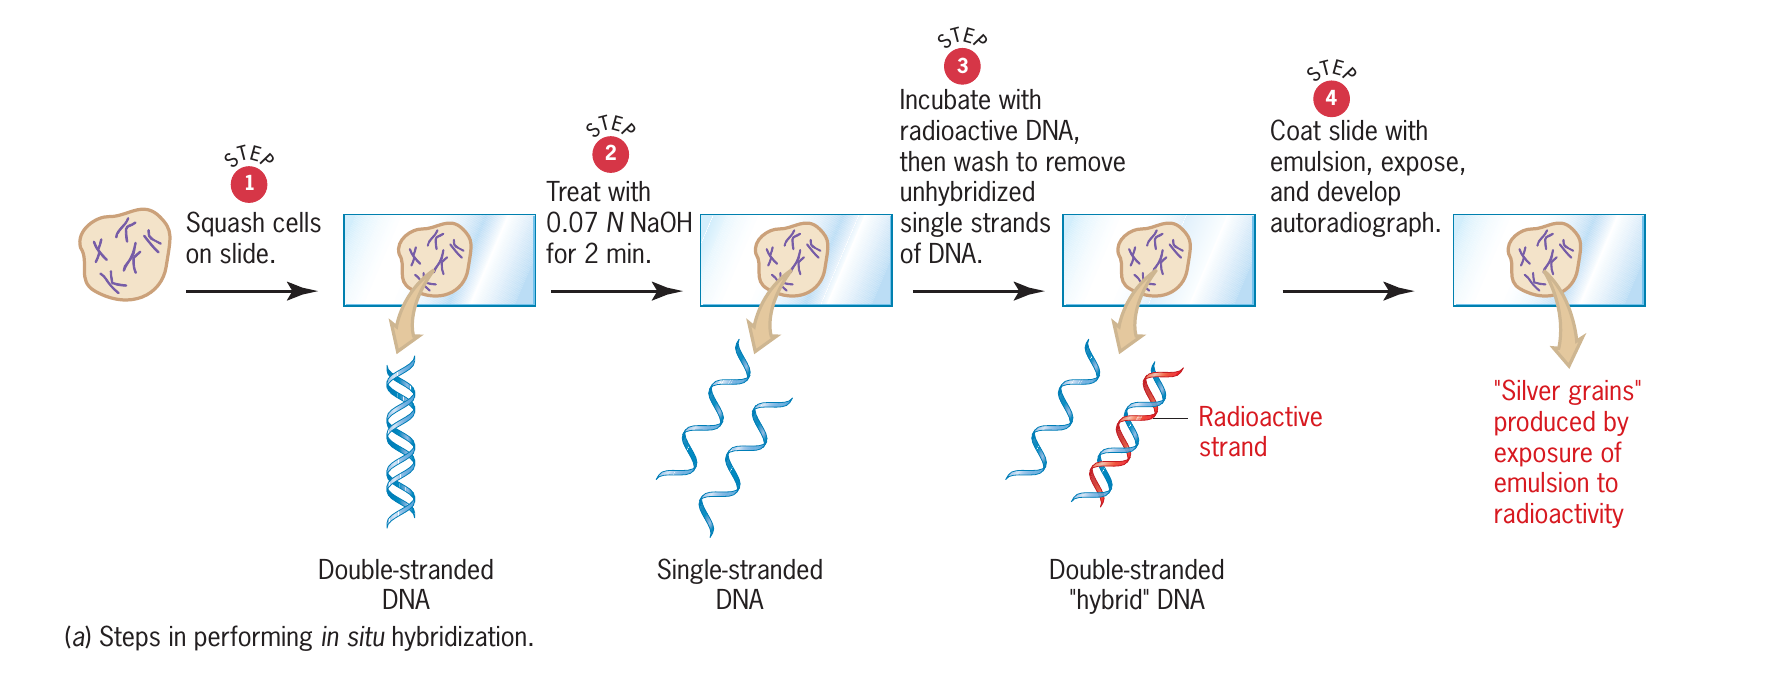 STEP
1
Squash cells
on slide.
STEP
2
Treat with
0.07 N NaOH
for 2 min.
STEP
3
Incubate with
radioactive DNA,
then wash to remove
unhybridized
single strands
of DNA.
STEP
4
Coat slide with
emulsion, expose,
and develop
autoradiograph.
Radioactive
strand
"Silver grains"
produced by
exposure of
emulsion to
radioactivity
Double-stranded
DNA
Single-stranded
DNA
Double-stranded
"hybrid" DNA
(a) Steps in performing in situ hybridization.